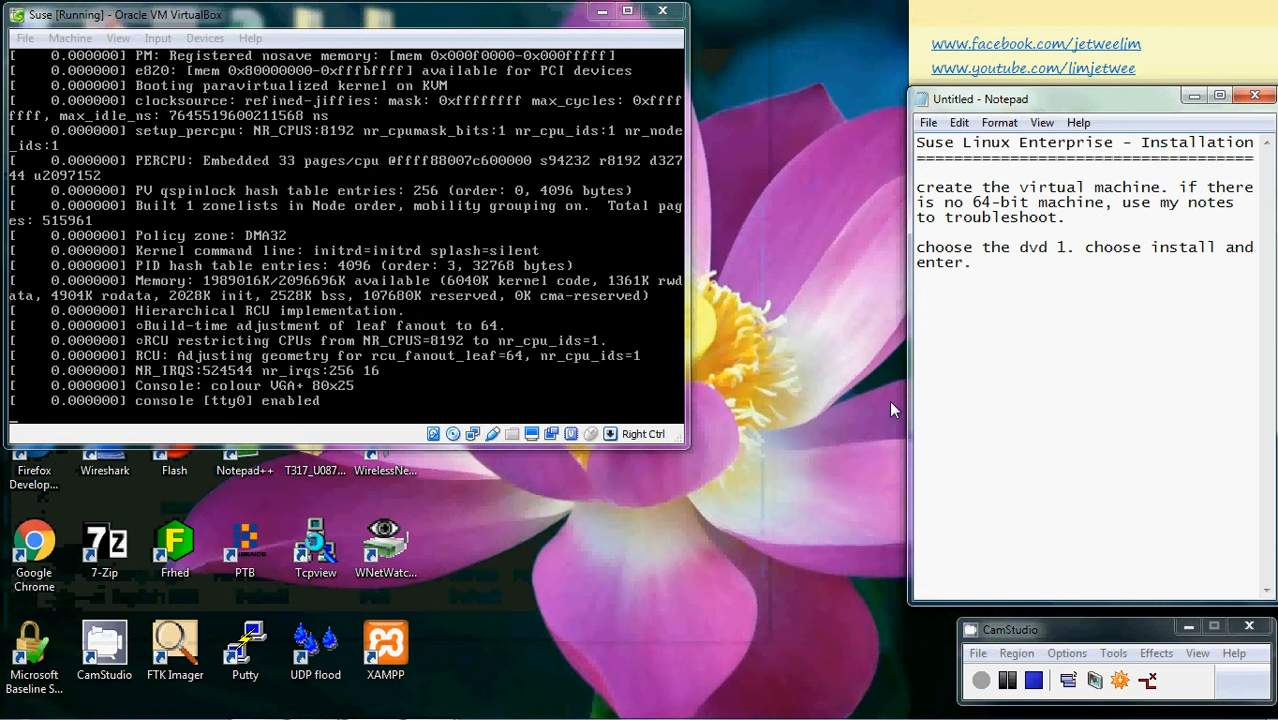 Suse [Running] - Oracle VM VirtualBox
File Machine View Input Devices Help
[    0.000000] PM: Registered nosave memory: [mem 0x000f0000-0x000fffff]
[    0.000000] e820: [mem 0x80000000-0xfffbffff] available for PCI devices
[    0.000000] Booting paravirtualized kernel on KVM
[    0.000000] clocksource: refined-jiffies: mask: 0xffffffff max_cycles: 0xffff
ffff, max_idle_ns: 7645519600211568 ns
[    0.000000] setup_percpu: NR_CPUS:8192 nr_cpumask_bits:1 nr_cpu_ids:1 nr_node
_ids:1
[    0.000000] PERCPU: Embedded 33 pages/cpu @ffff88007c600000 s94232 r8192 d327
44 u2097152
[    0.000000] PV qspinlock hash table entries: 256 (order: 0, 4096 bytes)
[    0.000000] Built 1 zonelists in Node order, mobility grouping on.  Total pag
es: 515961
[    0.000000] Policy zone: DMA32
[    0.000000] Kernel command line: initrd=initrd splash=silent
[    0.000000] PID hash table entries: 4096 (order: 3, 32768 bytes)
[    0.000000] Memory: 1989016K/2096696K available (6040K kernel code, 1361K rwd
ata, 4904K rodata, 2028K init, 2528K bss, 107680K reserved, 0K cma-reserved)
[    0.000000] Hierarchical RCU implementation.
[    0.000000] ○Build-time adjustment of leaf fanout to 64.
[    0.000000] ○RCU restricting CPUs from NR_CPUS=8192 to nr_cpu_ids=1.
[    0.000000] RCU: Adjusting geometry for rcu_fanout_leaf=64, nr_cpu_ids=1
[    0.000000] NR_IRQS:524544 nr_irqs:256 16
[    0.000000] Console: colour VGA+ 80x25
[    0.000000] console [tty0] enabled
Right Ctrl
www.facebook.com/jetweelim
www.youtube.com/limjetwee
Untitled - Notepad
File Edit Format View Help
Suse Linux Enterprise - Installation
====================================
create the virtual machine. if there
is no 64-bit machine, use my notes
to troubleshoot.
choose the dvd 1. choose install and
enter.
Firefox
Develop...
Wireshark
Flash
Notepad++
T317_U087...
WirelessNe...
Google
Chrome
7-Zip
Frhed
PTB
Tcpview
WNetWatc...
Microsoft
Baseline S...
CamStudio
FTK Imager
Putty
UDP flood
XAMPP
CamStudio
File Region Options Tools Effects View Help